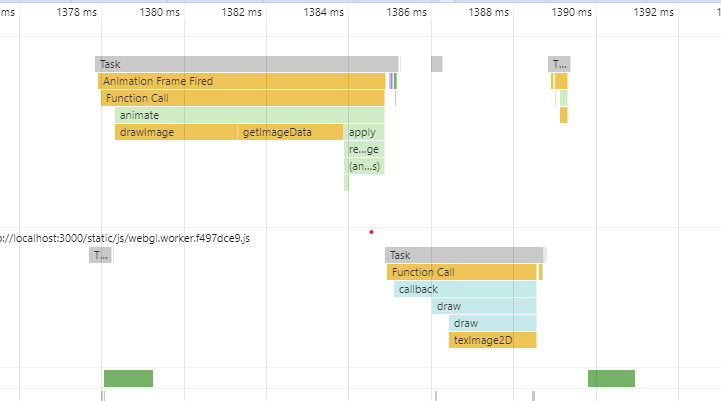 ms 1378 ms 1380 ms 1382 ms 1384 ms 1386 ms 1388 ms 1390 ms 1392 ms 1
Task T...
Animation Frame Fired
Function Call
animate
drawImage getImageData apply
re...ge
(an...s)
p://localhost:3000/static/js/webgl.worker.f497dce9.js
T... Task
Function Call
callback
draw
draw
texImage2D